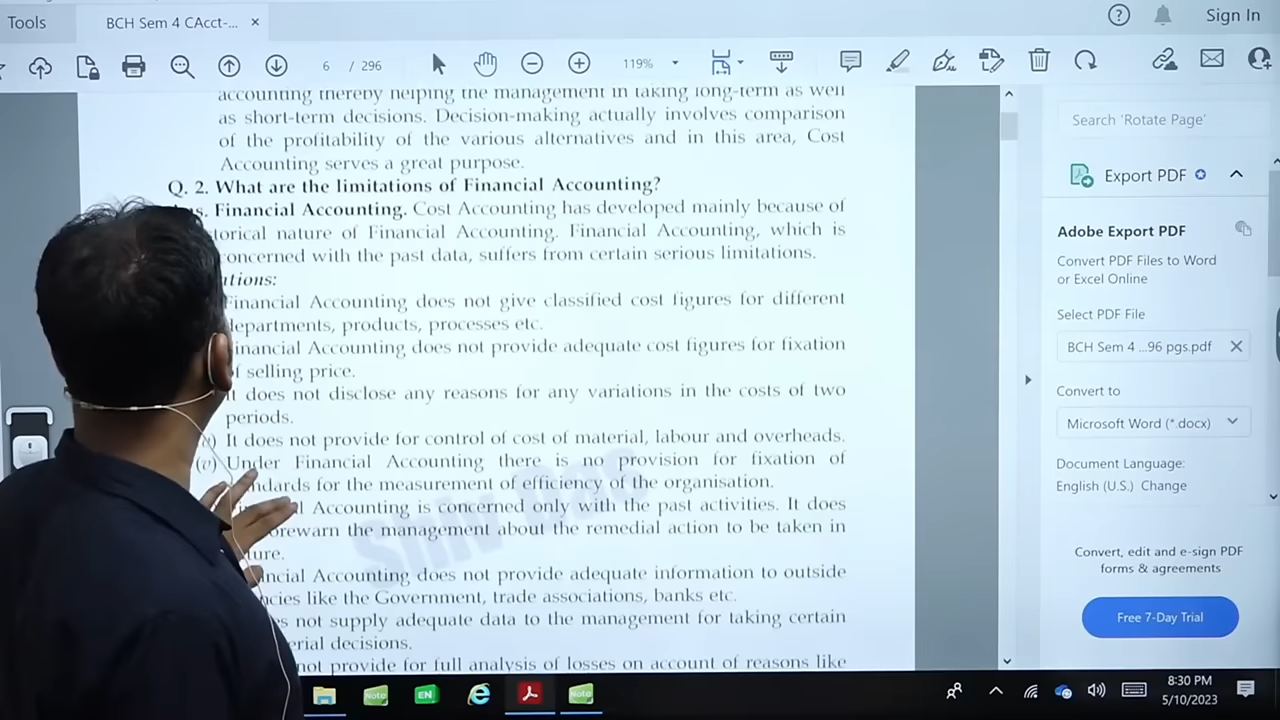 Tools
BCH Sem 4 CAcct-... ×
? Sign In
6 / 296
119%
accounting thereby helping the management in taking long-term as well
as short-term decisions. Decision-making actually involves comparison
of the profitability of the various alternatives and in this area, Cost
Accounting serves a great purpose.
Q. 2. What are the limitations of Financial Accounting?
Financial Accounting. Cost Accounting has developed mainly because of
nature of Financial Accounting. Financial Accounting, which is
concerned with the past data, suffers from certain serious limitations.
Financial Accounting does not give classified cost figures for different
departments, products, processes etc.
Financial Accounting does not provide adequate cost figures for fixation
of selling price.
It does not disclose any reasons for any variations in the costs of two
periods.
It does not provide for control of cost of material, labour and overheads.
(v) Under Financial Accounting there is no provision for fixation of
for the measurement of efficiency of the organisation.
Accounting is concerned only with the past activities. It does
the management about the remedial action to be taken in
Accounting does not provide adequate information to outside
like the Government, trade associations, banks etc.
not supply adequate data to the management for taking certain
decisions.
not provide for full analysis of losses on account of reasons like
Shiv Das
Search 'Rotate Page'
Export PDF
Adobe Export PDF
Convert PDF Files to Word
or Excel Online
Select PDF File
BCH Sem 4 ...96 pgs.pdf ×
Convert to
Microsoft Word (*.docx)
Document Language:
English (U.S.) Change
Convert, edit and e-sign PDF
forms & agreements
Free 7-Day Trial
Note
EN
Note
8:30 PM
5/10/2023